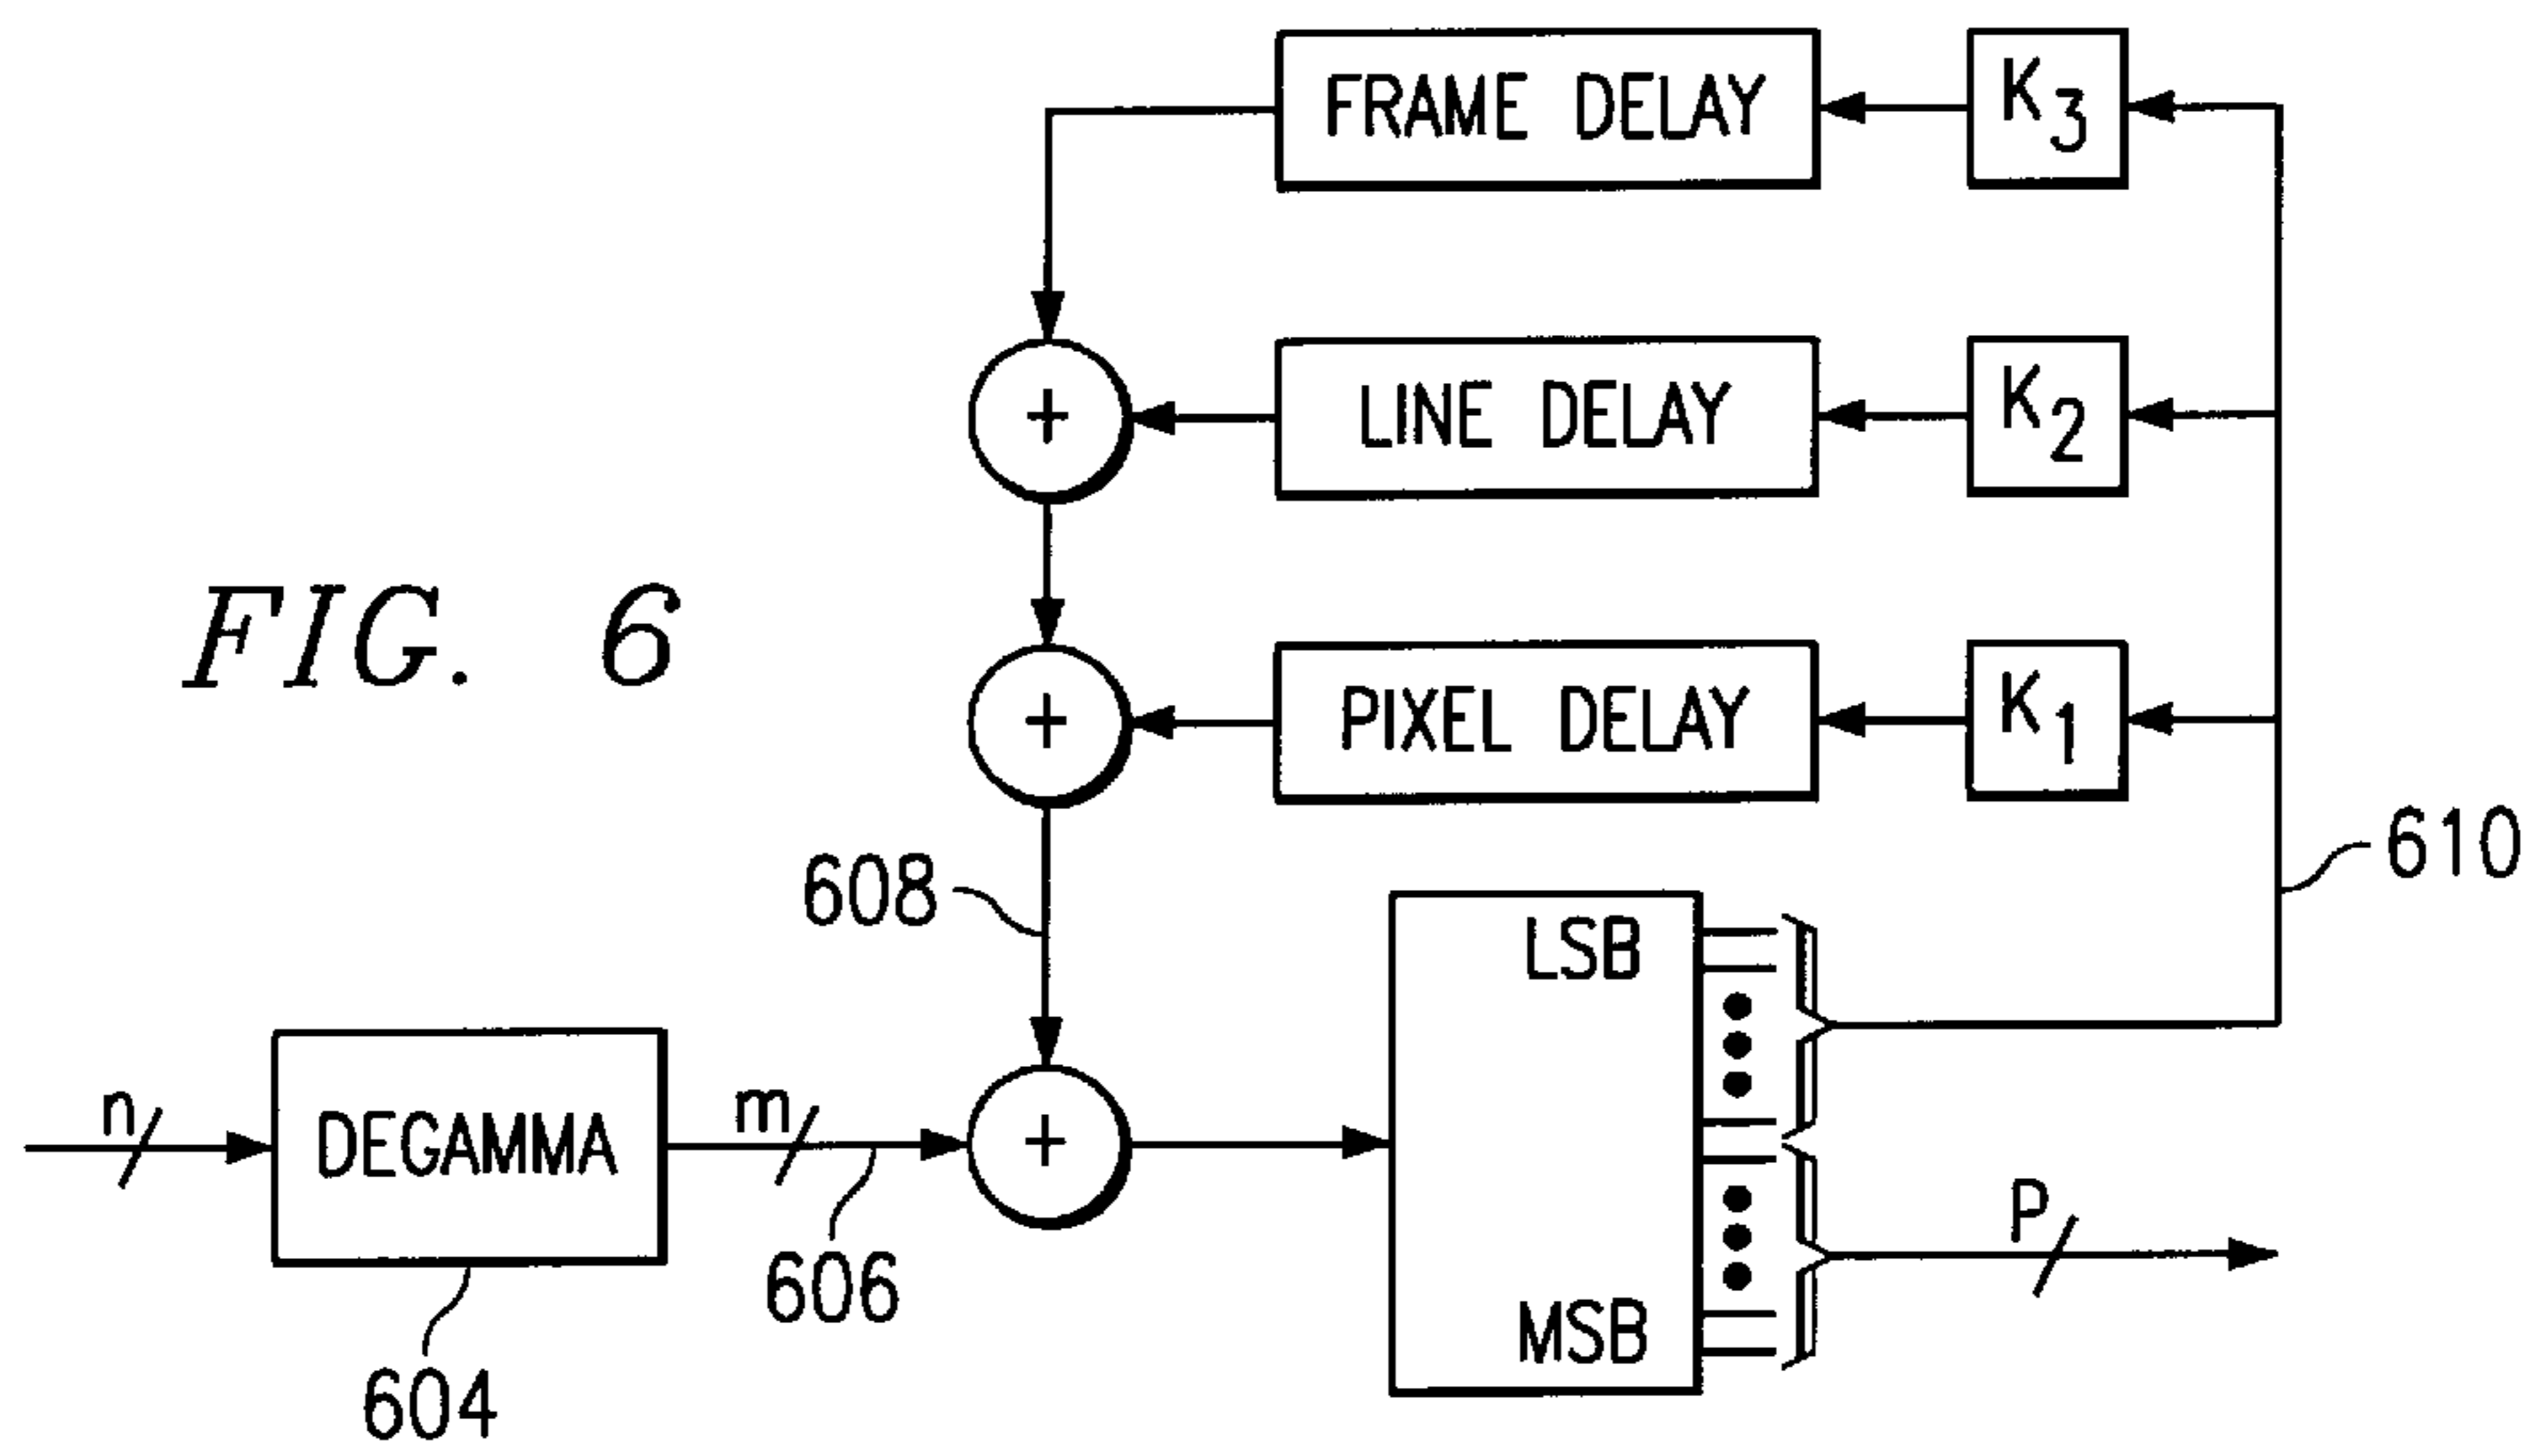 FRAME DELAY
K3
+
LINE DELAY
K2
FIG. 6
+
PIXEL DELAY
K1
610
608
LSB
n
DEGAMMA
m
+
606
P
MSB
604